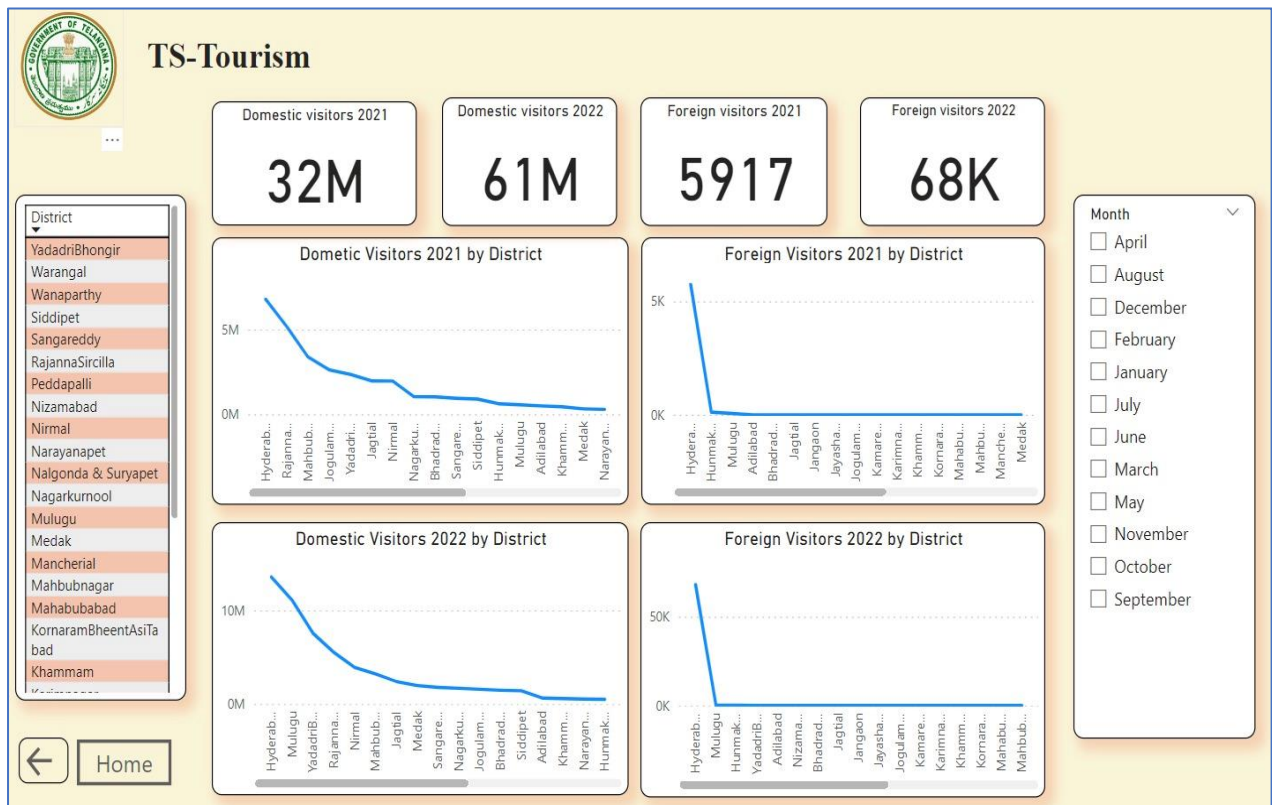 GOVERNMENT OF TELANGANA
TS-Tourism
...
Domestic visitors 2021
32M
Domestic visitors 2022
61M
Foreign visitors 2021
5917
Foreign visitors 2022
68K
District
YadadriBhongir
Warangal
Wanaparthy
Siddipet
Sangareddy
RajannaSircilla
Peddapalli
Nizamabad
Nirmal
Narayanapet
Nalgonda & Suryapet
Nagarkurnool
Mulugu
Medak
Mancherial
Mahbubnagar
Mahabubabad
KornaramBheentAsiTa
bad
Khammam
Dometic Visitors 2021 by District
5M
0M
Hyderab...
Rajanna...
Mahbub...
Jogulam...
Yadadri...
Jagtial
Nirmal
Nagarku...
Bhadrad...
Sangare...
Siddipet
Hunmak...
Mulugu
Adilabad
Khamm...
Medak
Narayan...
Foreign Visitors 2021 by District
5K
0K
Hydera...
Hunmak...
Mulugu
Adilabad
Bhadrad...
Jagtial
Jangaon
Jayasha...
Jogulam...
Kamare...
Karimna...
Khamm...
Kornara...
Mahabu...
Mahbu...
Manche...
Medak
Domestic Visitors 2022 by District
10M
0M
Hyderab...
Mulugu
YadadriB...
Rajanna...
Nirmal
Mahbub...
Jagtial
Medak
Sangare...
Nagarku...
Jogulam...
Bhadrad...
Siddipet
Adilabad
Khamm...
Narayan...
Hunmak...
Foreign Visitors 2022 by District
50K
0K
Hyderab...
Mulugu
Hunmak...
YadadriB...
Adilabad
Nizama...
Bhadrad...
Jagtial
Jangaon
Jayasha...
Jogulam...
Kamare...
Karimna...
Khamm...
Kornara...
Mahabu...
Mahbub...
Month
April
August
December
February
January
July
June
March
May
November
October
September
Home